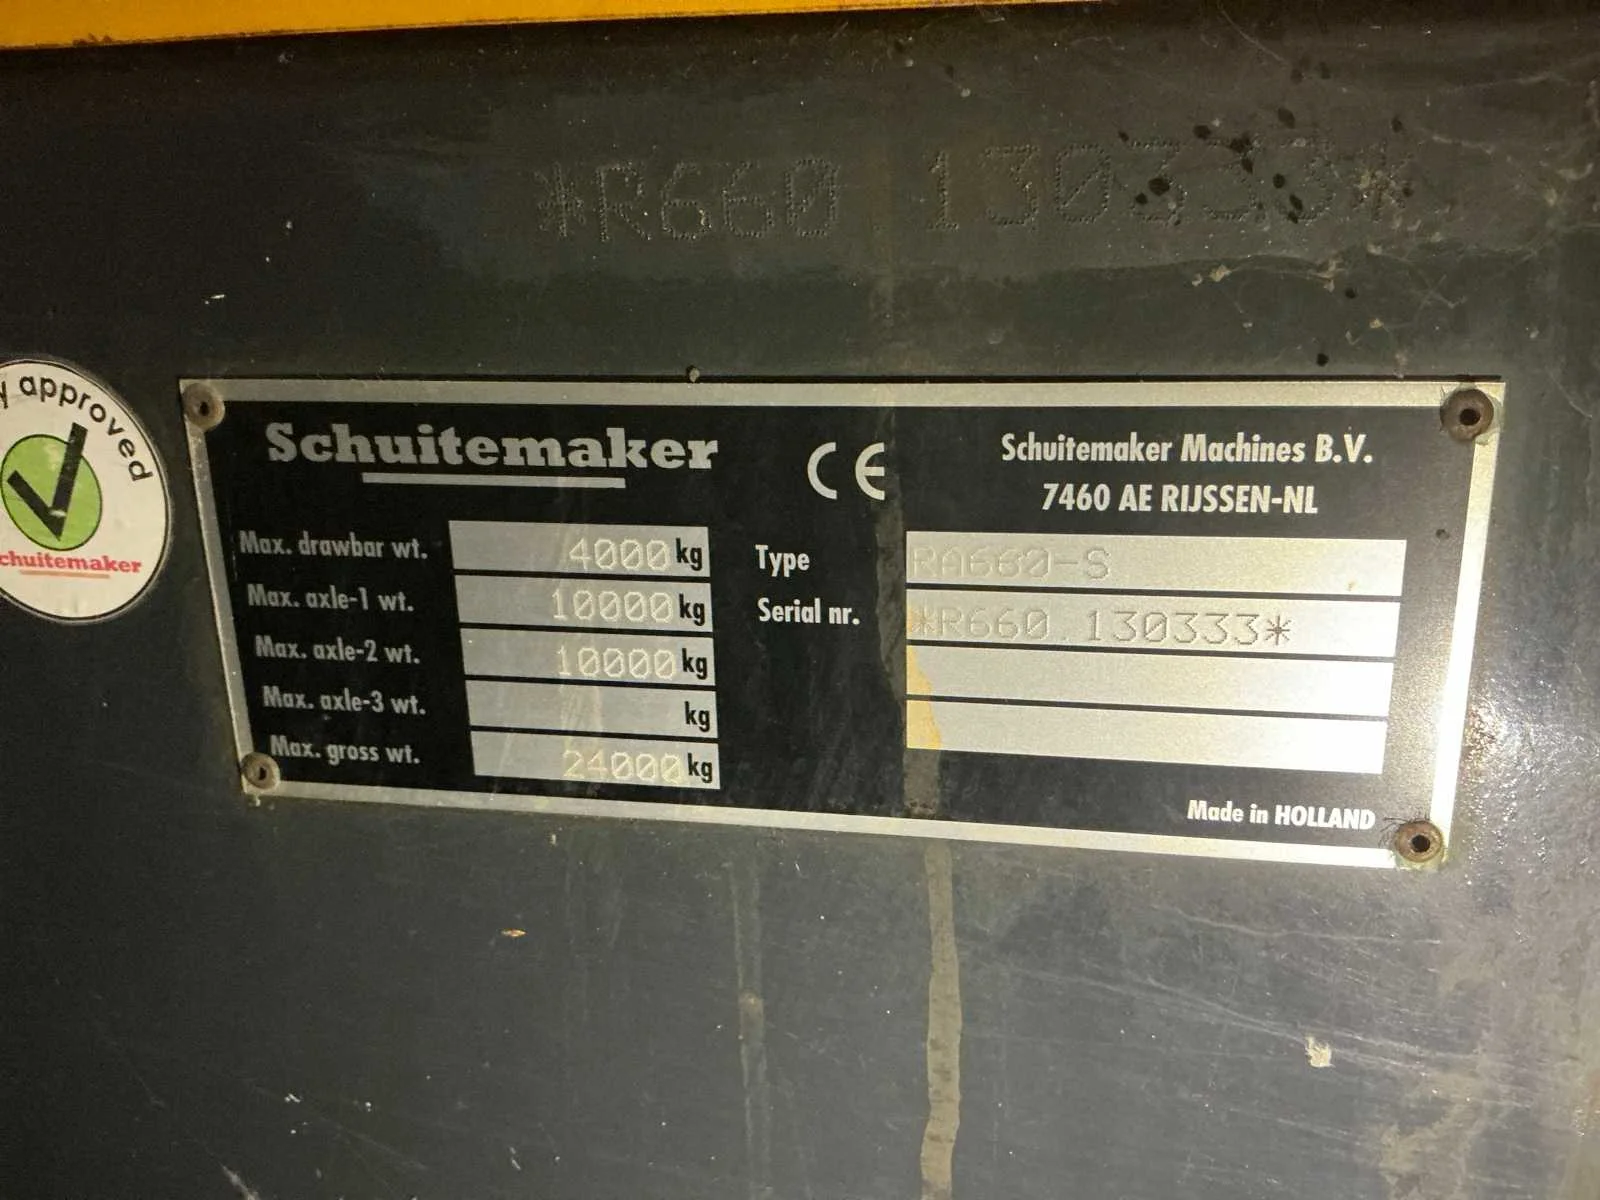 *R660.130333*
y approved
chuitemaker
Schuitemaker
CE
Schuitemaker Machines B.V.
7460 AE RIJSSEN-NL
Max. drawbar wt. 4000 kg
Max. axle-1 wt. 10000 kg
Max. axle-2 wt. 10000 kg
Max. axle-3 wt. kg
Max. gross wt. 24000 kg
Type RA660-S
Serial nr. *R660.130333*
Made in HOLLAND